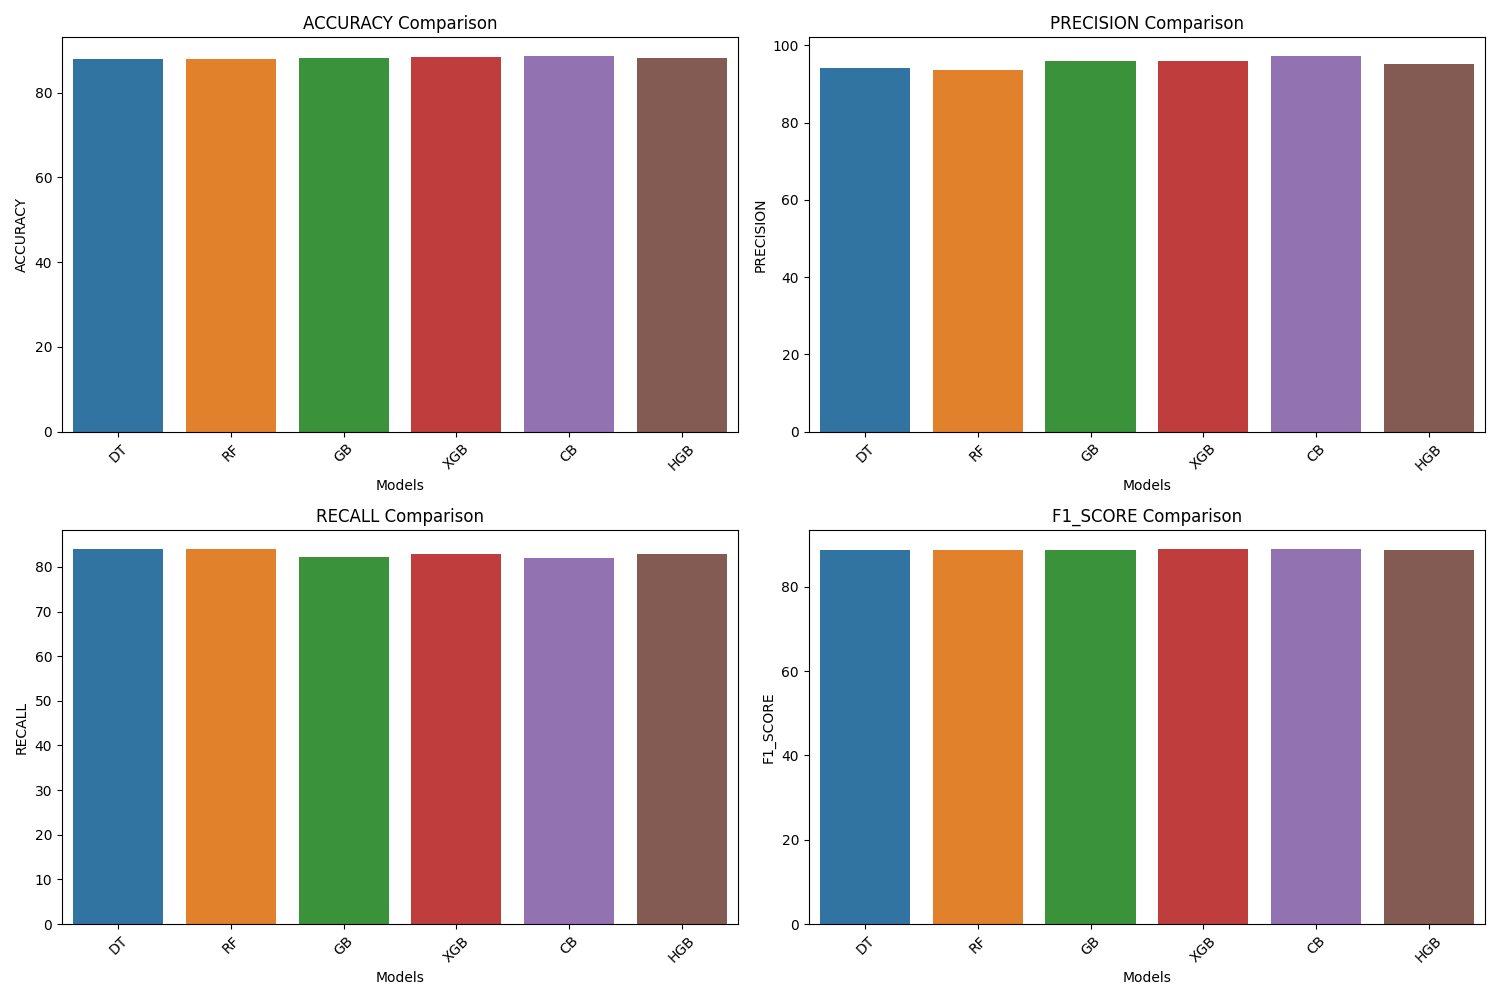 ACCURACY Comparison
ACCURACY
80
60
40
20
0
DT RF GB XGB CB HGB
Models
PRECISION Comparison
PRECISION
100
80
60
40
20
0
DT RF GB XGB CB HGB
Models
RECALL Comparison
RECALL
80
70
60
50
40
30
20
10
0
DT RF GB XGB CB HGB
Models
F1_SCORE Comparison
F1_SCORE
80
60
40
20
0
DT RF GB XGB CB HGB
Models